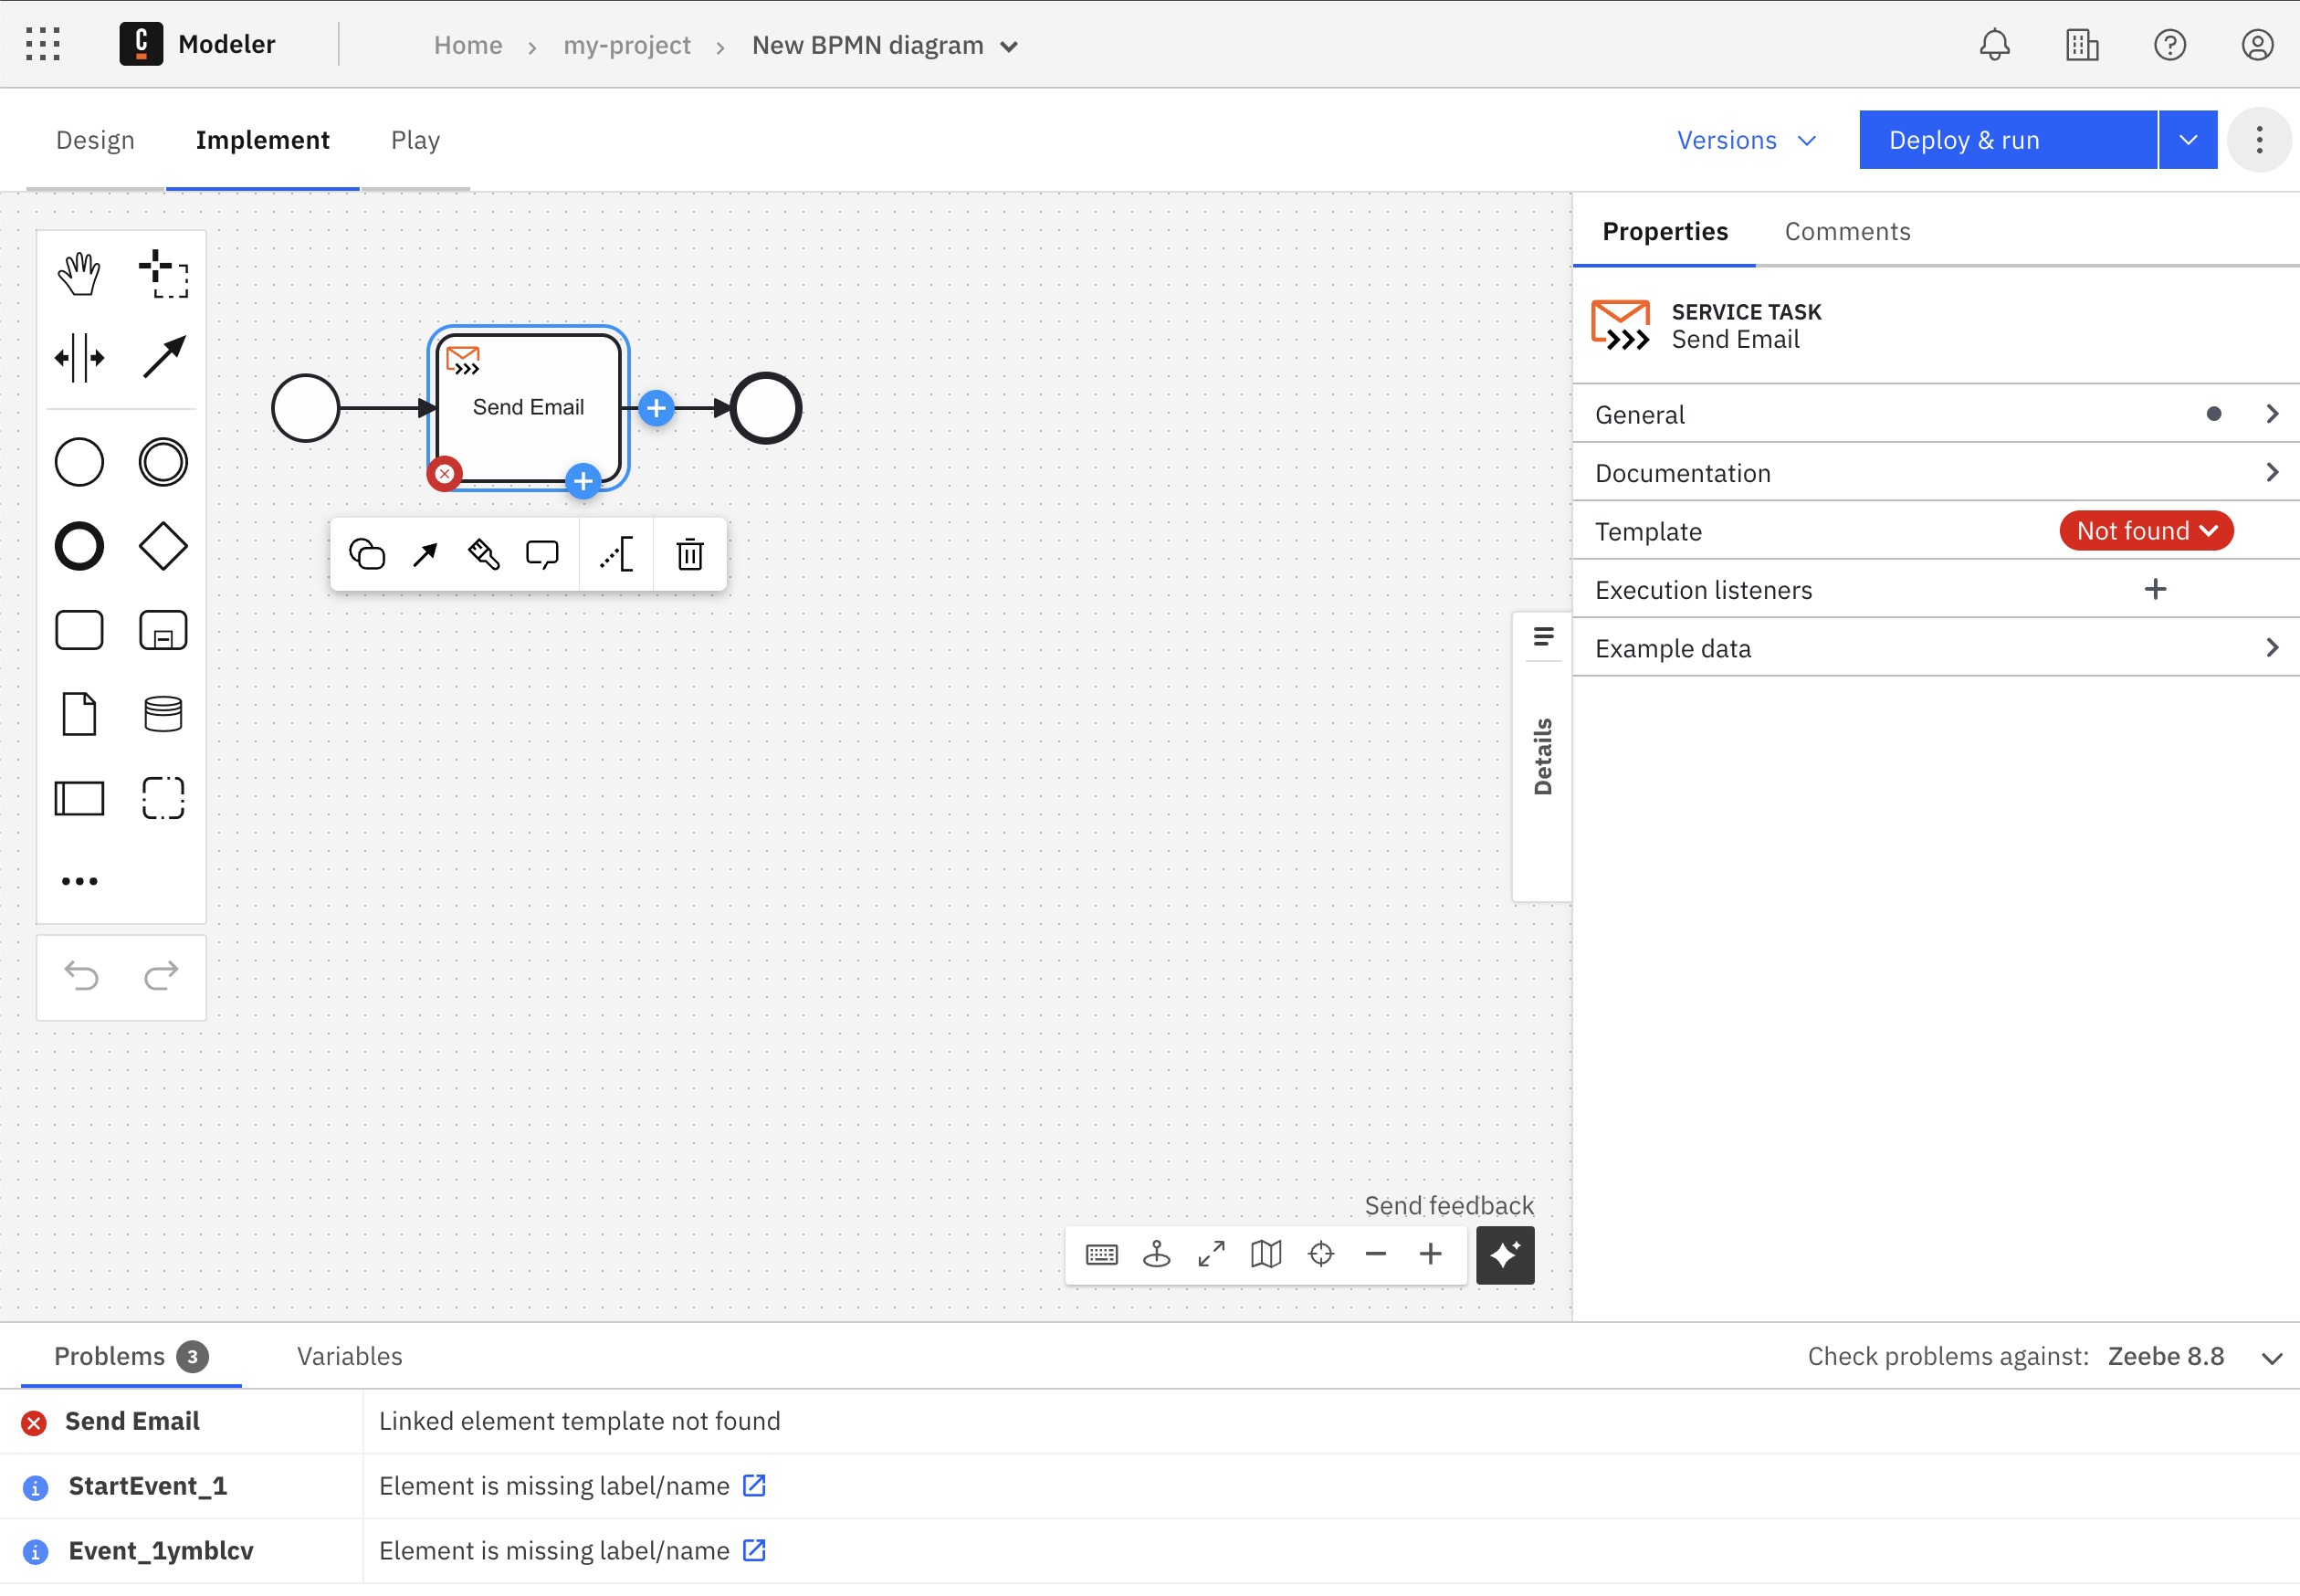 C Modeler Home › my-project › New BPMN diagram
Design Implement Play Versions Deploy & run
Properties Comments
SERVICE TASK
Send Email
Send Email
General
Documentation
Template Not found
Execution listeners
Example data
Details
Send feedback
Problems 3 Variables Check problems against: Zeebe 8.8
Send Email Linked element template not found
StartEvent_1 Element is missing label/name
Event_1ymblcv Element is missing label/name